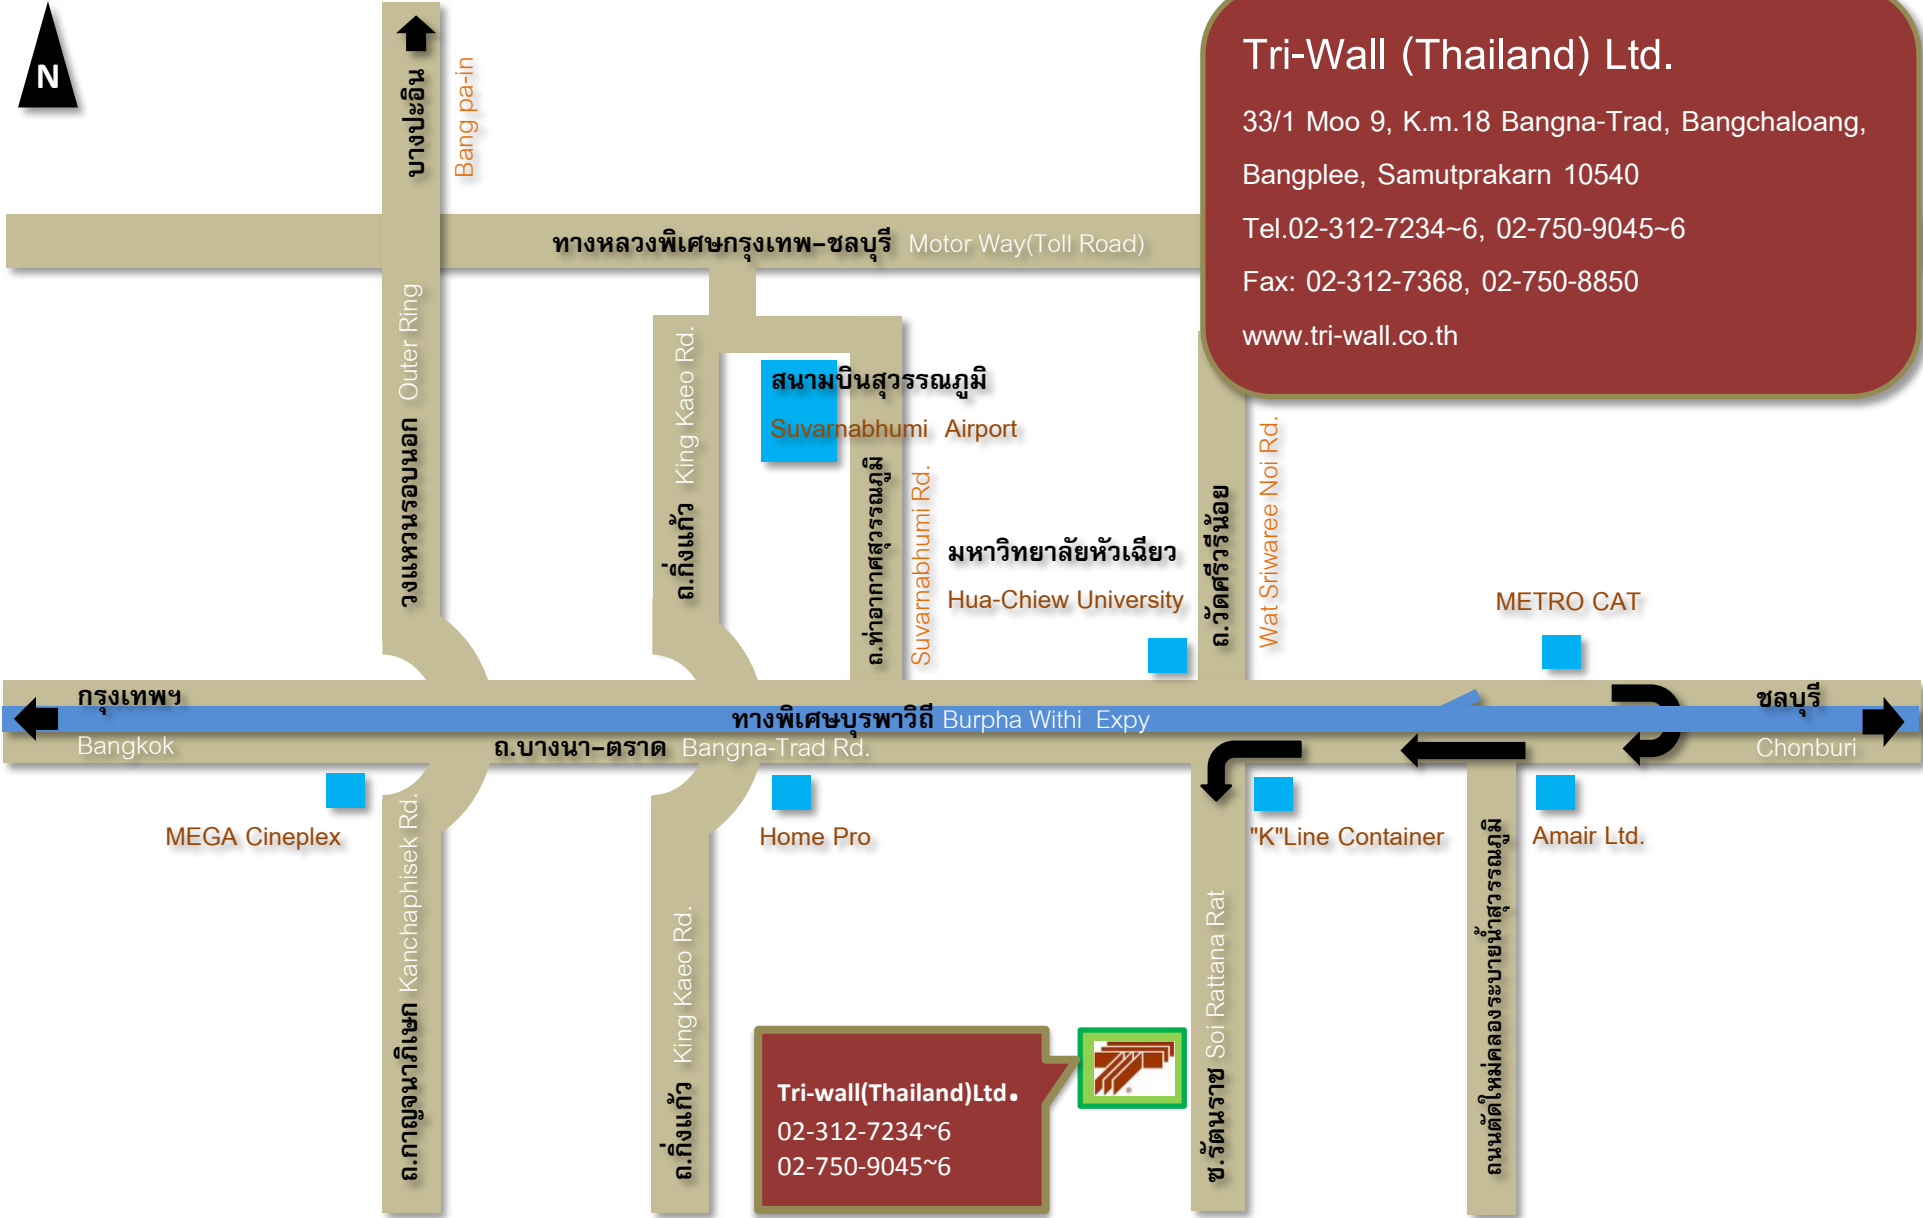 N
บางปะอิน
Bang pa-in
Tri-Wall (Thailand) Ltd.
33/1 Moo 9, K.m.18 Bangna-Trad, Bangchaloang,
Bangplee, Samutprakarn 10540
Tel.02-312-7234~6, 02-750-9045~6
Fax: 02-312-7368, 02-750-8850
www.tri-wall.co.th
ทางหลวงพิเศษกรุงเทพ-ชลบุรี Motor Way(Toll Road)
วงแหวนรอบนอก Outer Ring
ถ.กิ่งแก้ว King Kaeo Rd.
สนามบินสุวรรณภูมิ
Suvarnabhumi Airport
ถ.ท่าอากาศสุวรรณภูมิ
Suvarnabhumi Rd.
มหาวิทยาลัยหัวเฉียว
Hua-Chiew University
ถ.วัดศรีวรีน้อย
Wat Sriwaree Noi Rd.
METRO CAT
กรุงเทพฯ
Bangkok
ทางพิเศษบุรพาวิถี Burpha Withi Expy
ถ.บางนา-ตราด Bangna-Trad Rd.
ชลบุรี
Chonburi
MEGA Cineplex
Home Pro
"K"Line Container
Amair Ltd.
ถ.กาญจนาภิเษก Kanchaphisek Rd.
ถ.กิ่งแก้ว King Kaeo Rd.
ซ.รัตนราช Soi Rattana Rat
ถนนตัดใหม่คลองระบายน้ำสุวรรณภูมิ
Tri-wall(Thailand)Ltd.
02-312-7234~6
02-750-9045~6